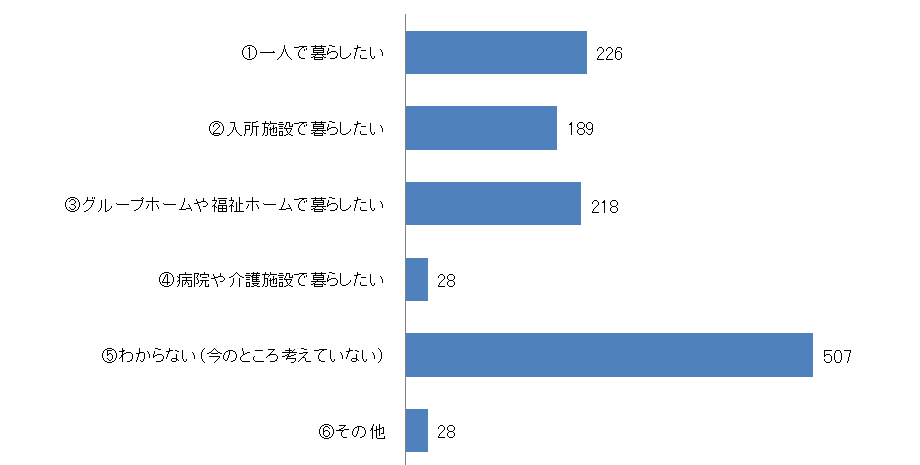 ①一人で暮らしたい 226
②入所施設で暮らしたい 189
③グループホームや福祉ホームで暮らしたい 218
④病院や介護施設で暮らしたい 28
⑤わからない（今のところ考えていない） 507
⑥その他 28